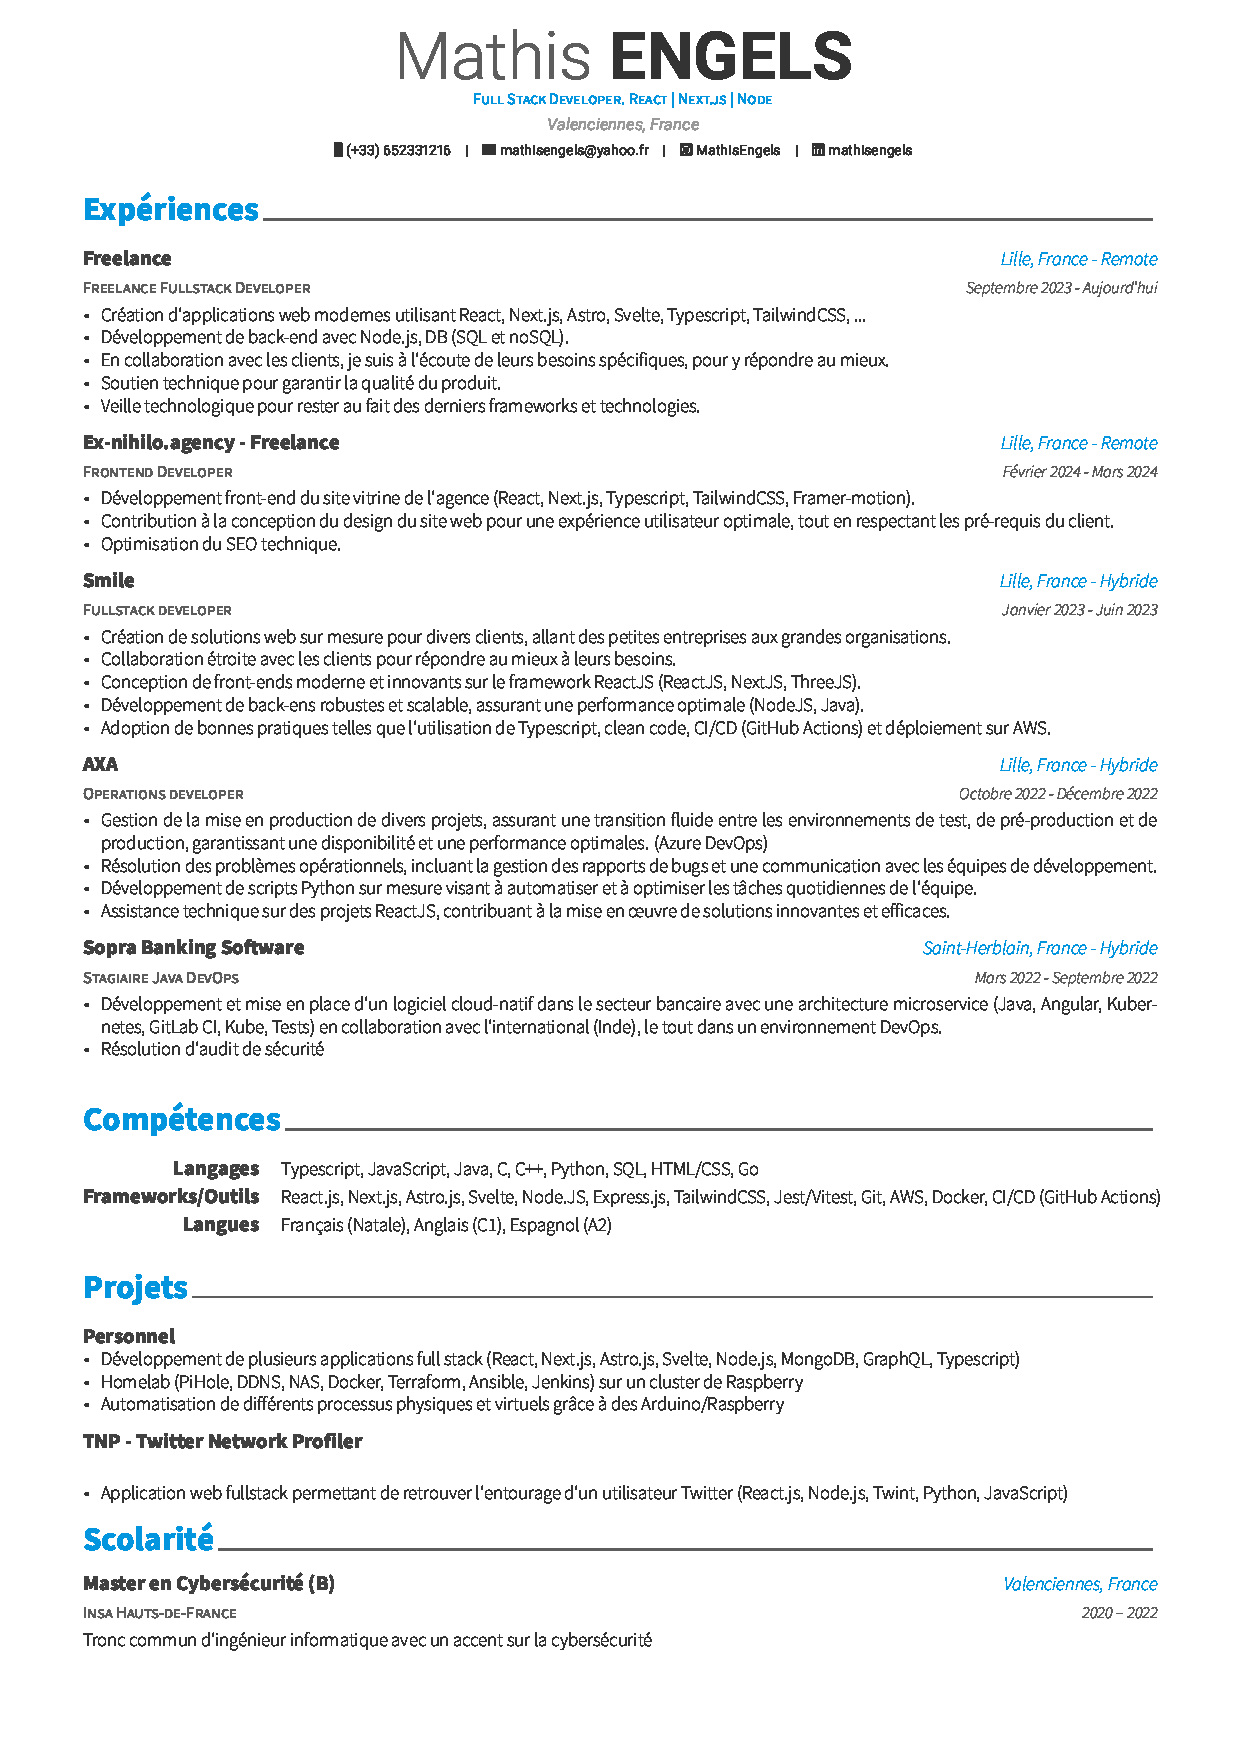 Mathis ENGELS
Full Stack Developer, React | Next.js | Node
Valenciennes, France
(+33) 652331216 | mathisengels@yahoo.fr | MathisEngels | mathisengels
Expériences
Freelance Lille, France - Remote
Freelance Fullstack Developer Septembre 2023 - Aujourd'hui
• Création d'applications web modernes utilisant React, Next.js, Astro, Svelte, Typescript, TailwindCSS, ...
• Développement de back-end avec Node.js, DB (SQL et noSQL).
• En collaboration avec les clients, je suis à l'écoute de leurs besoins spécifiques, pour y répondre au mieux.
• Soutien technique pour garantir la qualité du produit.
• Veille technologique pour rester au fait des derniers frameworks et technologies.
Ex-nihilo.agency - Freelance Lille, France - Remote
Frontend Developer Février 2024 - Mars 2024
• Développement front-end du site vitrine de l'agence (React, Next.js, Typescript, TailwindCSS, Framer-motion).
• Contribution à la conception du design du site web pour une expérience utilisateur optimale, tout en respectant les pré-requis du client.
• Optimisation du SEO technique.
Smile Lille, France - Hybride
Fullstack developer Janvier 2023 - Juin 2023
• Création de solutions web sur mesure pour divers clients, allant des petites entreprises aux grandes organisations.
• Collaboration étroite avec les clients pour répondre au mieux à leurs besoins.
• Conception de front-ends moderne et innovants sur le framework ReactJS (ReactJS, NextJS, ThreeJS).
• Développement de back-ens robustes et scalable, assurant une performance optimale (NodeJS, Java).
• Adoption de bonnes pratiques telles que l'utilisation de Typescript, clean code, CI/CD (GitHub Actions) et déploiement sur AWS.
AXA Lille, France - Hybride
Operations developer Octobre 2022 - Décembre 2022
• Gestion de la mise en production de divers projets, assurant une transition fluide entre les environnements de test, de pré-production et de
production, garantissant une disponibilité et une performance optimales. (Azure DevOps)
• Résolution des problèmes opérationnels, incluant la gestion des rapports de bugs et une communication avec les équipes de développement.
• Développement de scripts Python sur mesure visant à automatiser et à optimiser les tâches quotidiennes de l'équipe.
• Assistance technique sur des projets ReactJS, contribuant à la mise en œuvre de solutions innovantes et efficaces.
Sopra Banking Software Saint-Herblain, France - Hybride
Stagiaire Java DevOps Mars 2022 - Septembre 2022
• Développement et mise en place d'un logiciel cloud-natif dans le secteur bancaire avec une architecture microservice (Java, Angular, Kuber-
netes, GitLab CI, Kube, Tests) en collaboration avec l'international (Inde), le tout dans un environnement DevOps.
• Résolution d'audit de sécurité
Compétences
Langages Typescript, JavaScript, Java, C, C++, Python, SQL, HTML/CSS, Go
Frameworks/Outils React.js, Next.js, Astro.js, Svelte, Node.JS, Express.js, TailwindCSS, Jest/Vitest, Git, AWS, Docker, CI/CD (GitHub Actions)
Langues Français (Natale), Anglais (C1), Espagnol (A2)
Projets
Personnel
• Développement de plusieurs applications full stack (React, Next.js, Astro.js, Svelte, Node.js, MongoDB, GraphQL, Typescript)
• Homelab (PiHole, DDNS, NAS, Docker, Terraform, Ansible, Jenkins) sur un cluster de Raspberry
• Automatisation de différents processus physiques et virtuels grâce à des Arduino/Raspberry
TNP - Twitter Network Profiler
• Application web fullstack permettant de retrouver l'entourage d'un utilisateur Twitter (React.js, Node.js, Twint, Python, JavaScript)
Scolarité
Master en Cybersécurité (B) Valenciennes, France
Insa Hauts-de-France 2020 – 2022
Tronc commun d'ingénieur informatique avec un accent sur la cybersécurité